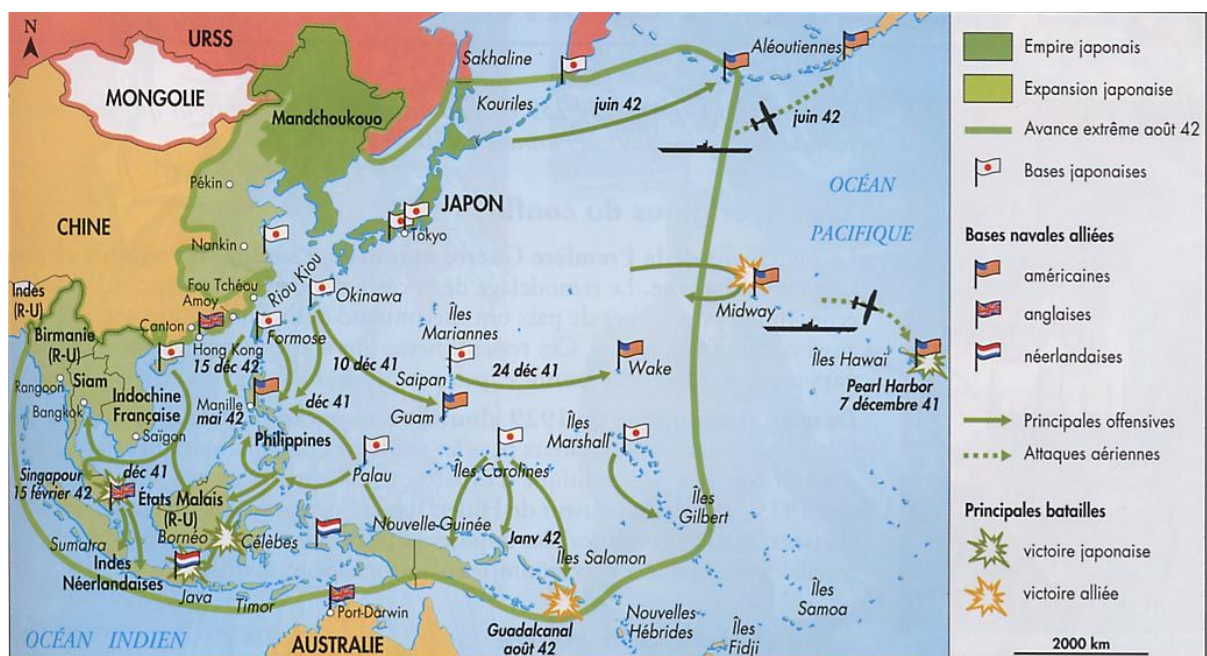 N
URSS
MONGOLIE
Mandchoukouo
Sakhaline
Kouriles
juin 42
Aléoutiennes
juin 42
Pékin
CHINE
Nankin
JAPON
Tokyo
OCÉAN
PACIFIQUE
Indes
(R-U)
Birmanie
(R-U)
Fou Tchéou
Amoy
Canton
Riou Kiou
Okinawa
Formose
Hong Kong
15 déc 42
Îles
Mariannes
Midway
Siam
Rangoon
Bangkok
Indochine
Française
Saïgon
Manille
mai 42
10 déc 41
déc 41
Saipan
Guam
24 déc 41
Wake
Îles Hawaï
Pearl Harbor
7 décembre 41
Philippines
Palau
Îles Carolines
Îles
Marshall
Singapour
15 février 42
déc 41
États Malais
(R-U)
Bornéo
Célèbes
Nouvelle-Guinée
Janv 42
Îles
Gilbert
Îles Salomon
Sumatra
Indes
Néerlandaises
Java
Timor
Port-Darwin
Îles
Samoa
Nouvelles
Hébrides
Îles
Fidji
OCÉAN INDIEN
AUSTRALIE
Guadalcanal
août 42
Empire japonais
Expansion japonaise
Avance extrême août 42
Bases japonaises
Bases navales alliées
américaines
anglaises
néerlandaises
Principales offensives
Attaques aériennes
Principales batailles
victoire japonaise
victoire alliée
2000 km